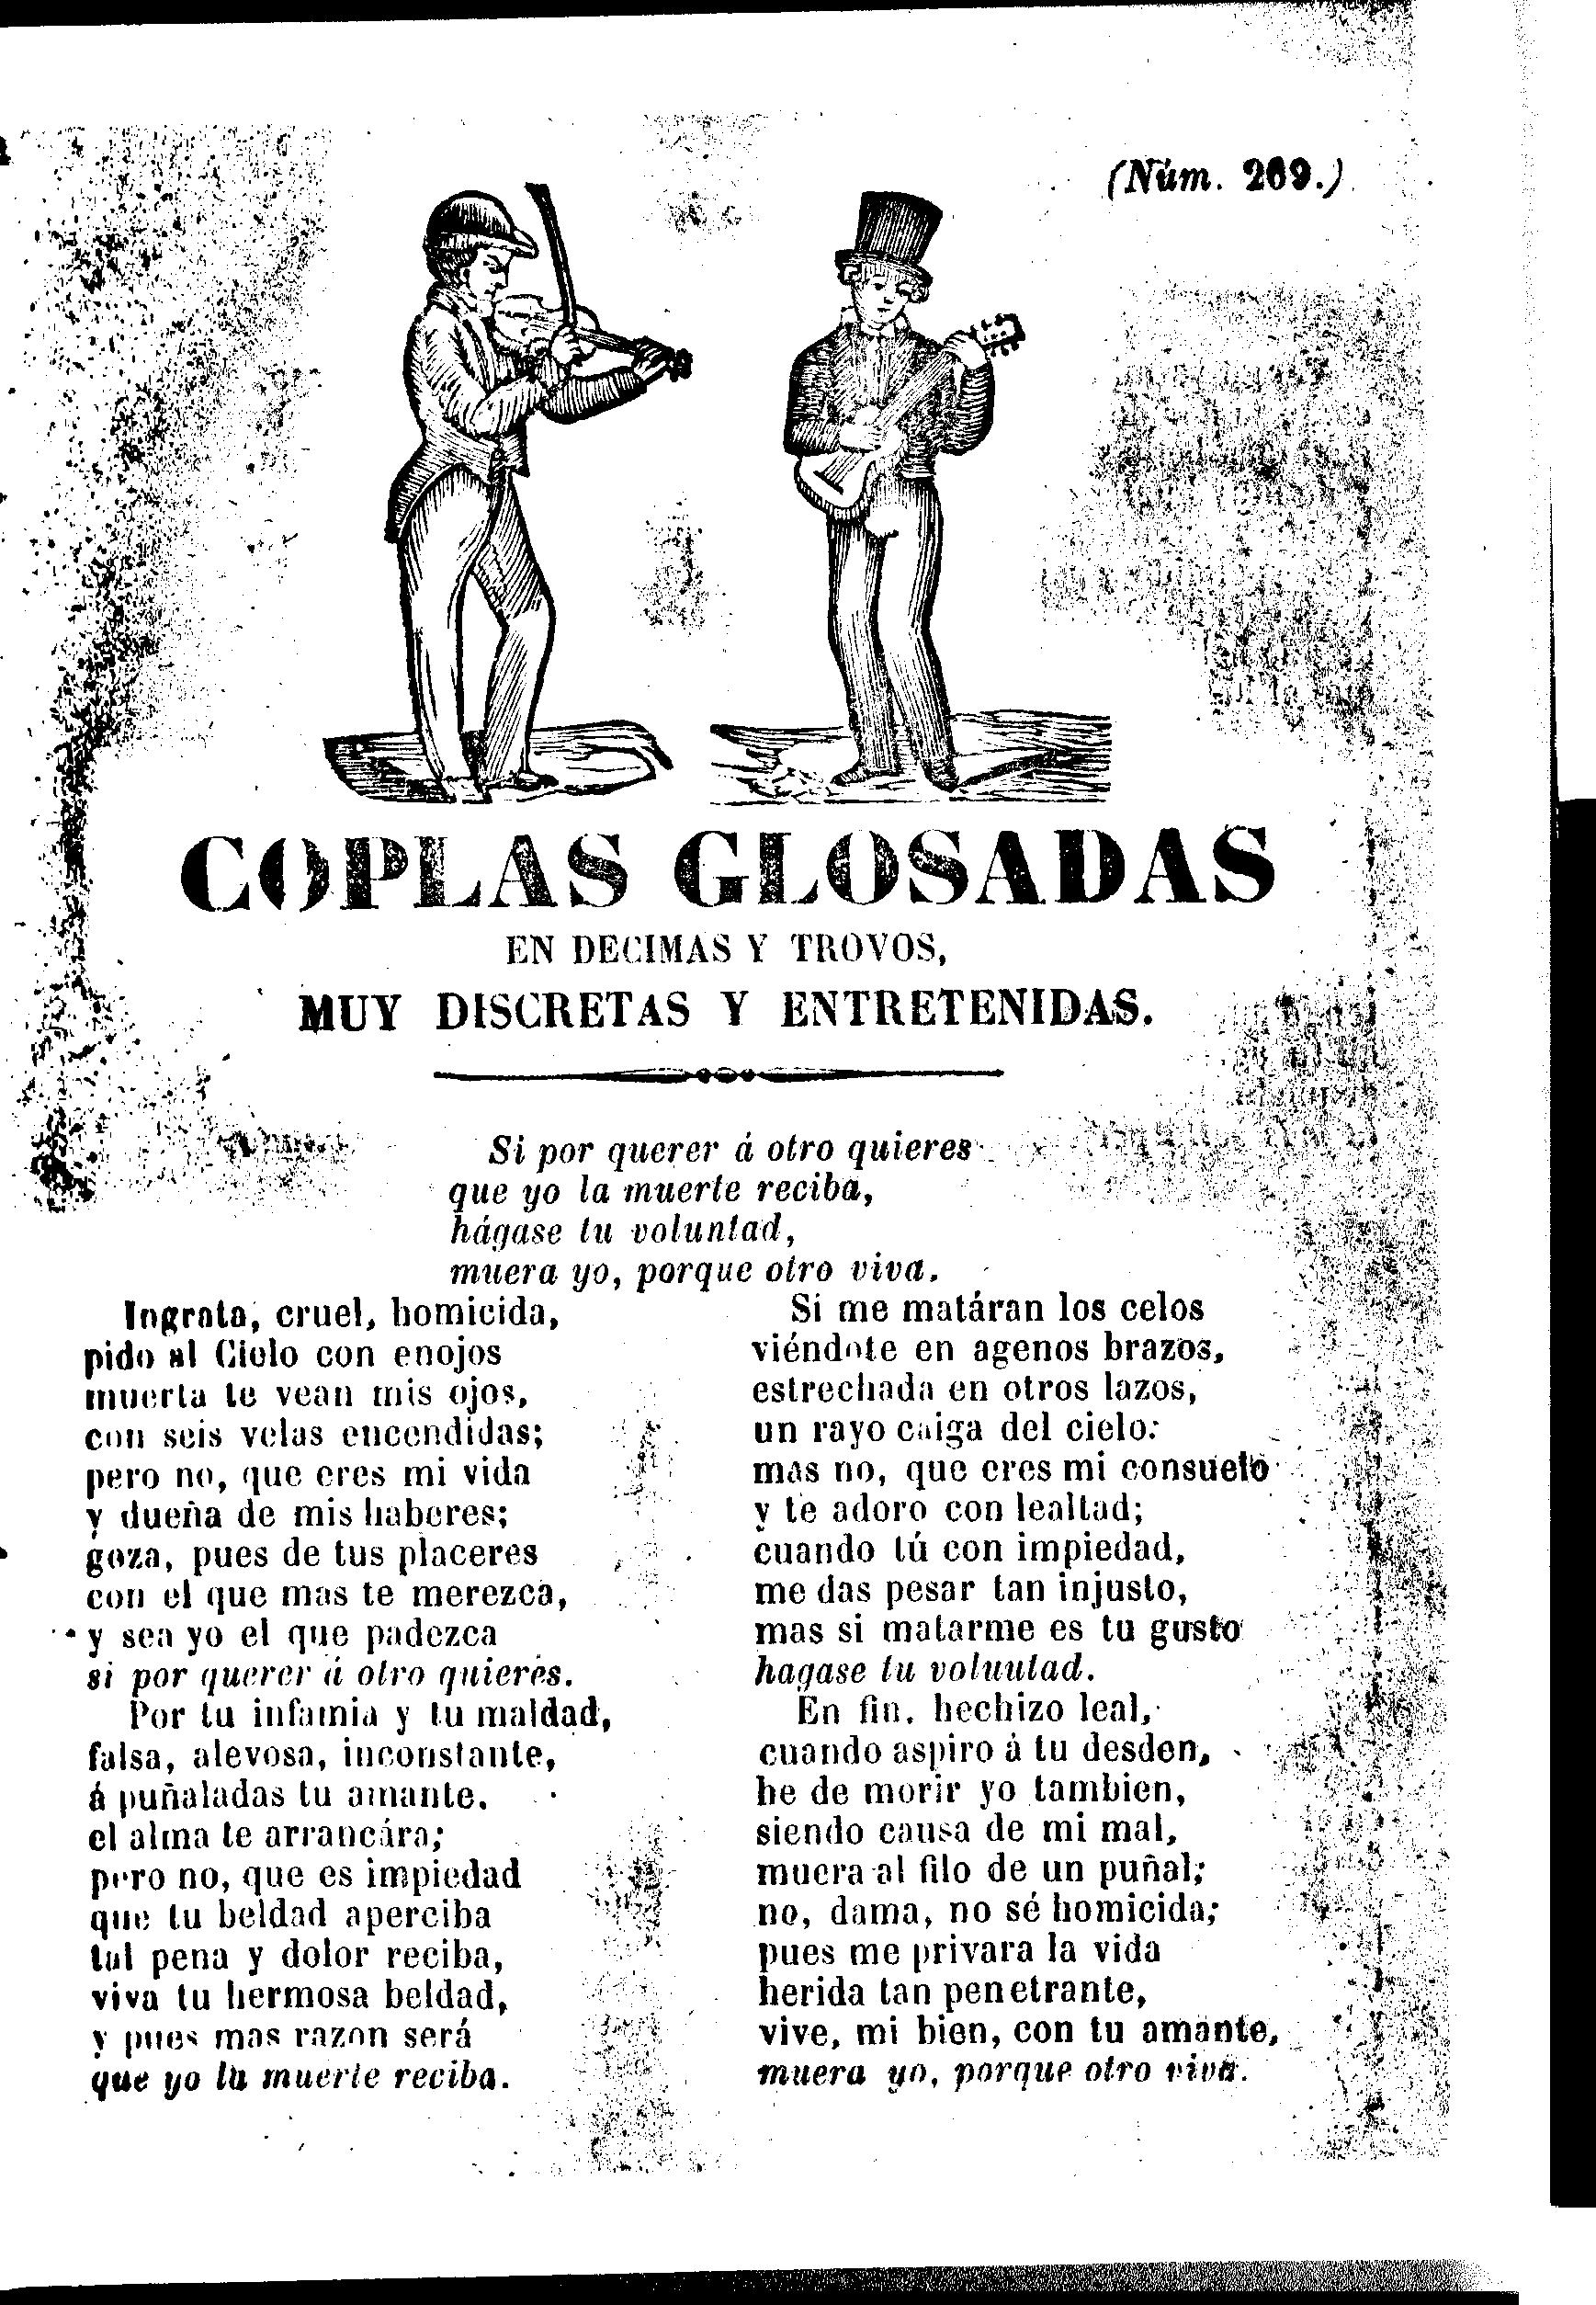 (Núm. 269.)
COPLAS GLOSADAS
EN DECIMAS Y TROVOS,
MUY DISCRETAS Y ENTRETENIDAS.
Si por querer á otro quieres
que yo la muerte reciba,
hágase tu voluntad,
muera yo, porque otro viva.
Ingrata, cruel, homicida,
pido al Cielo con enojos
muerta te vean mis ojos,
con seis velas encendidas;
pero no, que eres mi vida
y dueña de mis haberes;
goza, pues de tus placeres
con el que mas te merezca,
y sea yo el que padezca
si por querer á otro quieres.
Por tu infamia y tu maldad,
falsa, alevosa, inconstante,
á puñaladas tu amante.
el alma te arrancára;
pero no, que es impiedad
que tu beldad aperciba
tal pena y dolor reciba,
viva tu hermosa beldad,
y pues mas razon será
que yo la muerte reciba.
Si me matáran los celos
viéndote en agenos brazos,
estrechada en otros lazos,
un rayo caiga del cielo:
mas no, que eres mi consuelo
y te adoro con lealtad;
cuando tú con impiedad,
me das pesar tan injusto,
mas si matarme es tu gusto
hagase tu voluutad.
En fin. hechizo leal,
cuando aspiro á tu desden,
he de morir yo tambien,
siendo causa de mi mal,
muera al filo de un puñal;
no, dama, no sé homicida;
pues me privara la vida
herida tan penetrante,
vive, mi bien, con tu amante,
muera yo, porque otro viva.